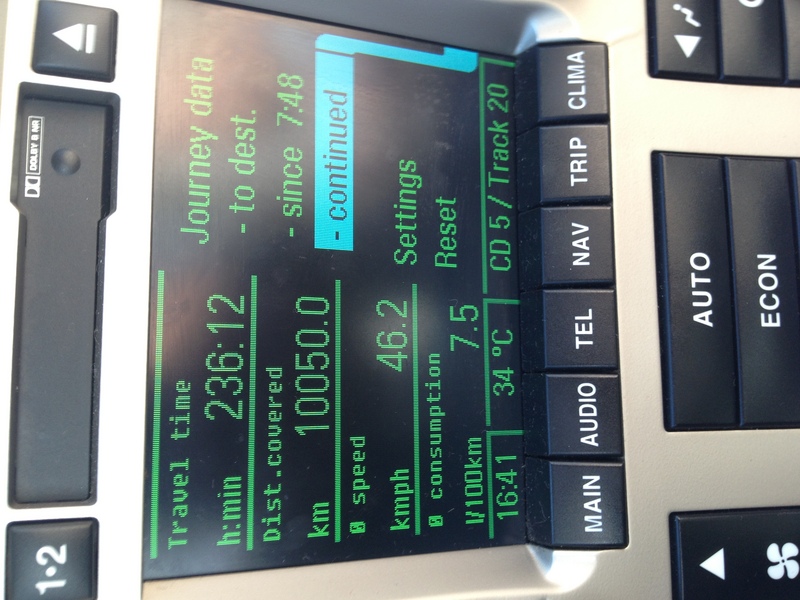 Travel time
h:min 236:12
Dist.covered
km 10050.0
ø speed
kmph 46.2
ø consumption
l/100km 7.5
Journey data
- to dest.
- since 7:48
- continued
Settings
Reset
16:41 34 °C CD 5 / Track 20
MAIN AUDIO TEL NAV TRIP CLIMA
1•2
DOLBY B NR
AUTO
ECON